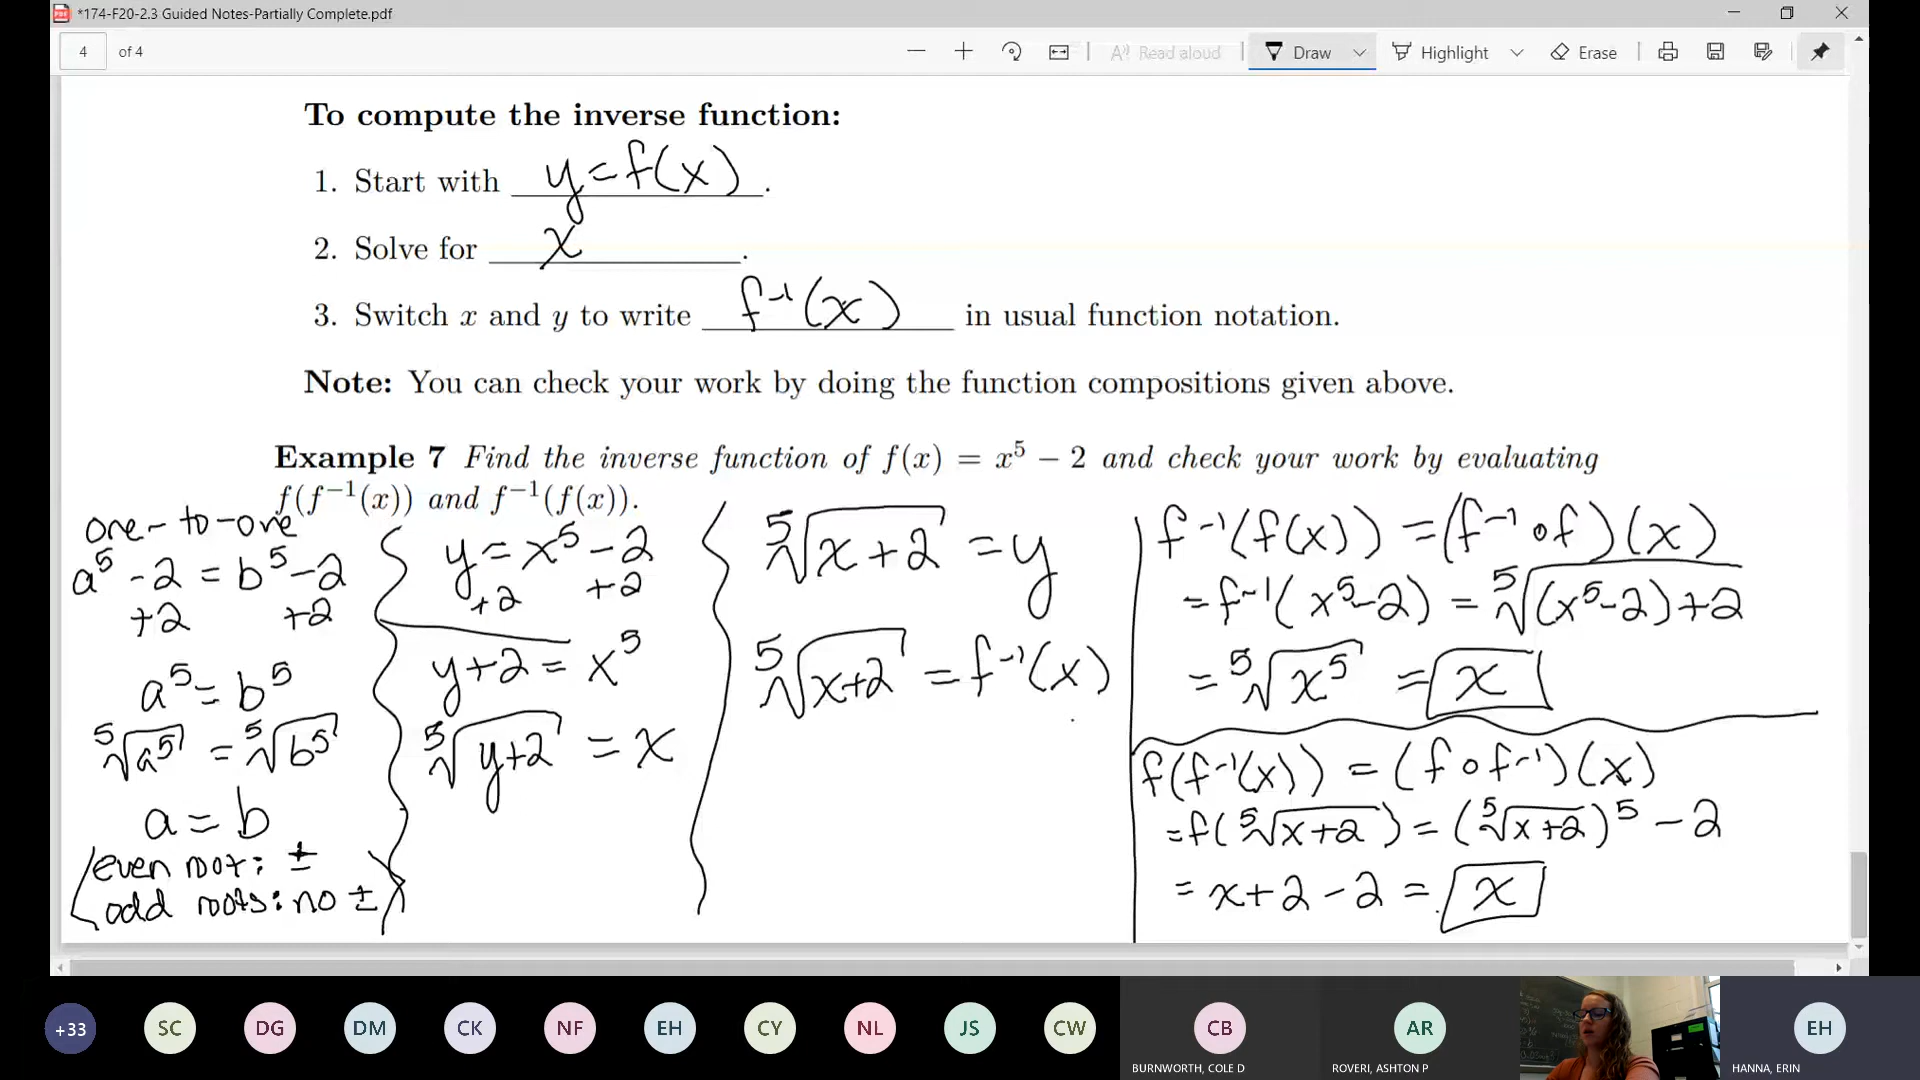 *174-F20-2.3 Guided Notes-Partially Complete.pdf
4 of 4 Read aloud Draw Highlight Erase
To compute the inverse function:
1. Start with y=f(x).
2. Solve for x.
3. Switch x and y to write f⁻¹(x) in usual function notation.
Note: You can check your work by doing the function compositions given above.
Example 7 Find the inverse function of f(x) = x⁵ − 2 and check your work by evaluating
f(f⁻¹(x)) and f⁻¹(f(x)).
one-to-one
a⁵-2=b⁵-2
+2 +2
a⁵=b⁵
⁵√a⁵ = ⁵√b⁵
a=b
(even root: ±
odd roots: no ±)
y=x⁵-2
+2 +2
y+2=x⁵
⁵√(y+2) = x
⁵√(x+2) = y
⁵√(x+2) = f⁻¹(x)
f⁻¹(f(x)) = (f⁻¹∘f)(x)
=f⁻¹(x⁵-2) = ⁵√((x⁵-2)+2)
= ⁵√x⁵ = x
f(f⁻¹(x)) = (f∘f⁻¹)(x)
=f(⁵√(x+2)) = (⁵√(x+2))⁵ -2
= x+2-2 = x
+33 SC DG DM CK NF EH CY NL JS CW CB AR EH
BURNWORTH, COLE D ROVERI, ASHTON P HANNA, ERIN